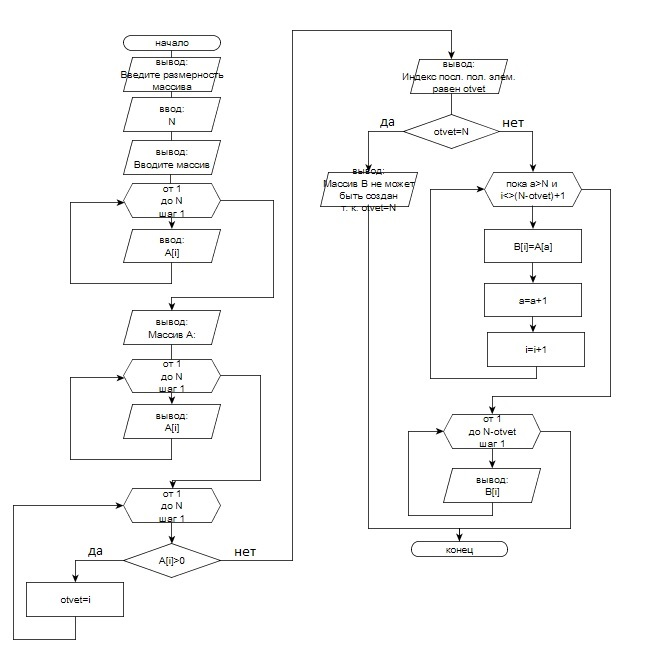 начало
вывод:
Введите размерность
массива
ввод:
N
вывод:
Вводите массив
от 1
до N
шаг 1
ввод:
A[i]
вывод:
Массив А:
от 1
до N
шаг 1
вывод:
A[i]
от 1
до N
шаг 1
A[i]>0
да
нет
otvet=i
вывод:
Индекс посл. пол. элем.
равен otvet
otvet=N
да
нет
вывод:
Массив В не может
быть создан
т. к. otvet=N
пока a>N и
i<>(N-otvet)+1
B[i]=A[a]
a=a+1
i=i+1
от 1
до N-otvet
шаг 1
вывод:
B[i]
конец